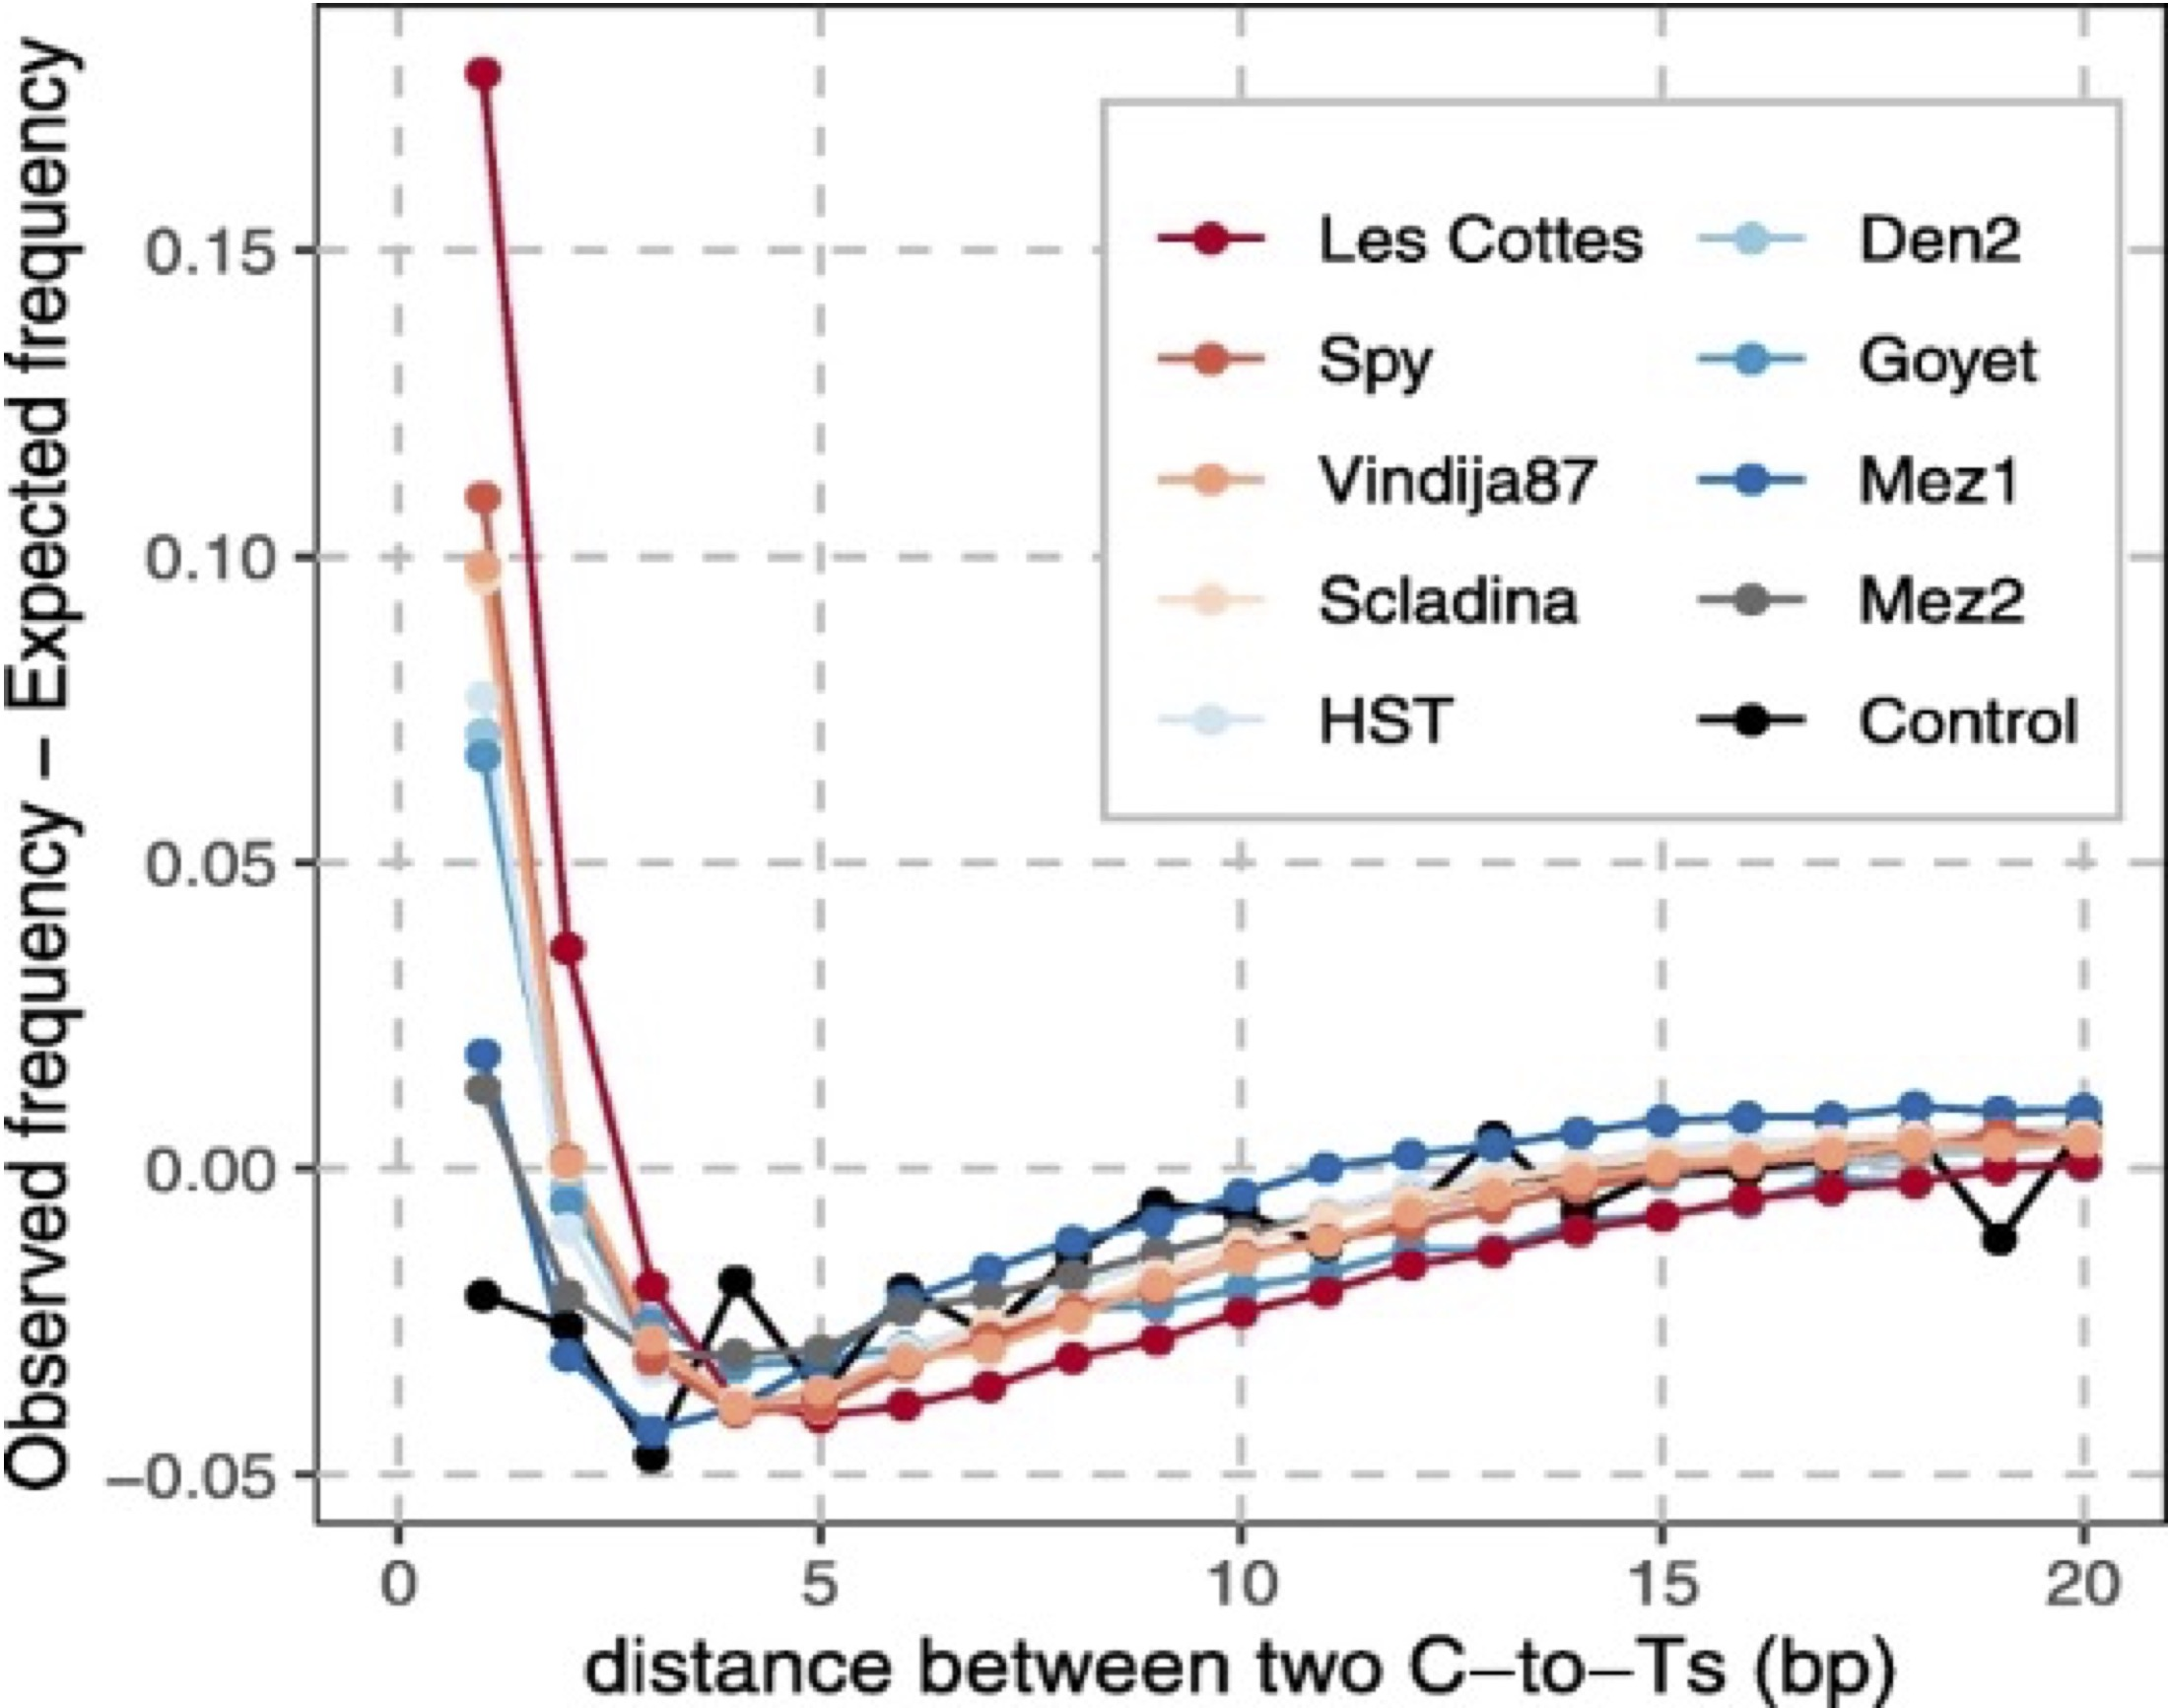 Observed frequency – Expected frequency
0.15
0.10
0.05
0.00
−0.05
Les Cottes
Spy
Vindija87
Scladina
HST
Den2
Goyet
Mez1
Mez2
Control
0 5 10 15 20
distance between two C−to−Ts (bp)